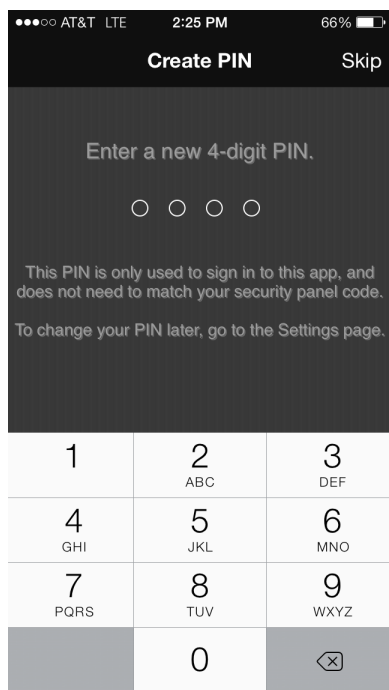 AT&T LTE 2:25 PM 66%
Create PIN Skip
Enter a new 4-digit PIN.
This PIN is only used to sign in to this app, and
does not need to match your security panel code.
To change your PIN later, go to the Settings page.
1 2 3
ABC DEF
4 5 6
GHI JKL MNO
7 8 9
PQRS TUV WXYZ
0